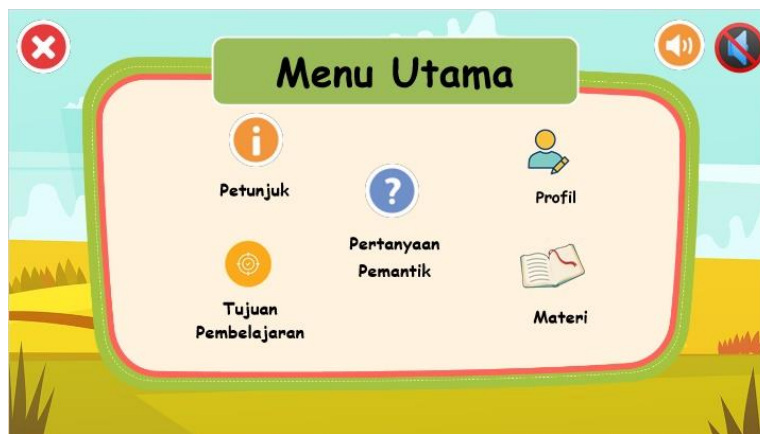 Menu Utama
Petunjuk
Profil
Pertanyaan
Pemantik
Tujuan
Pembelajaran
Materi